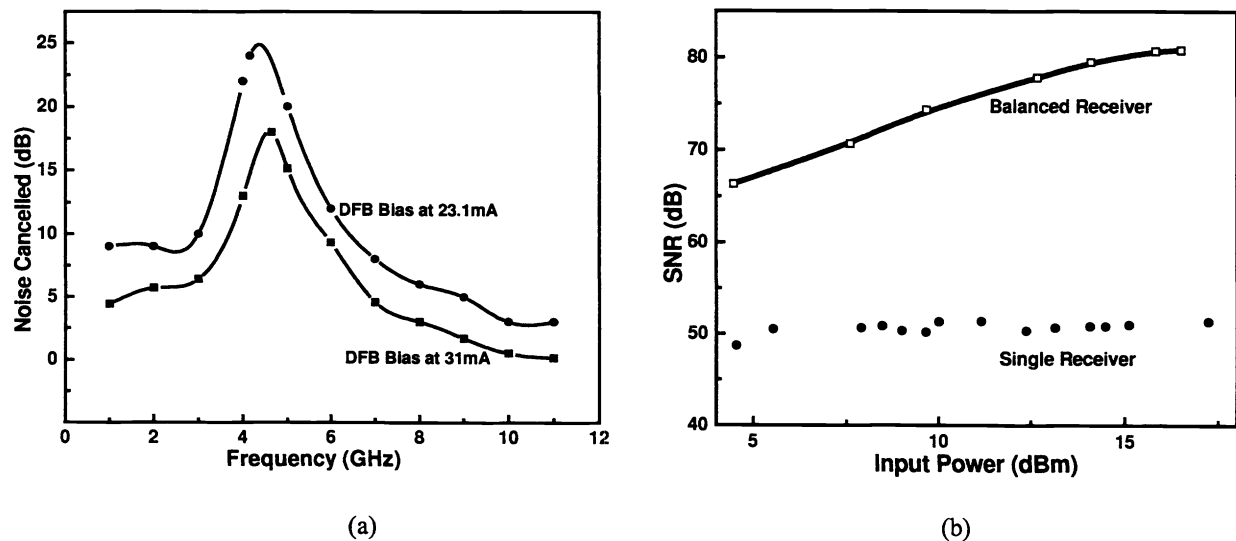 25
20
15
10
5
0
Noise Cancelled (dB)
DFB Bias at 23.1mA
DFB Bias at 31mA
0 2 4 6 8 10 12
Frequency (GHz)
(a)
80
70
60
50
40
SNR (dB)
Balanced Receiver
Single Receiver
5 10 15
Input Power (dBm)
(b)